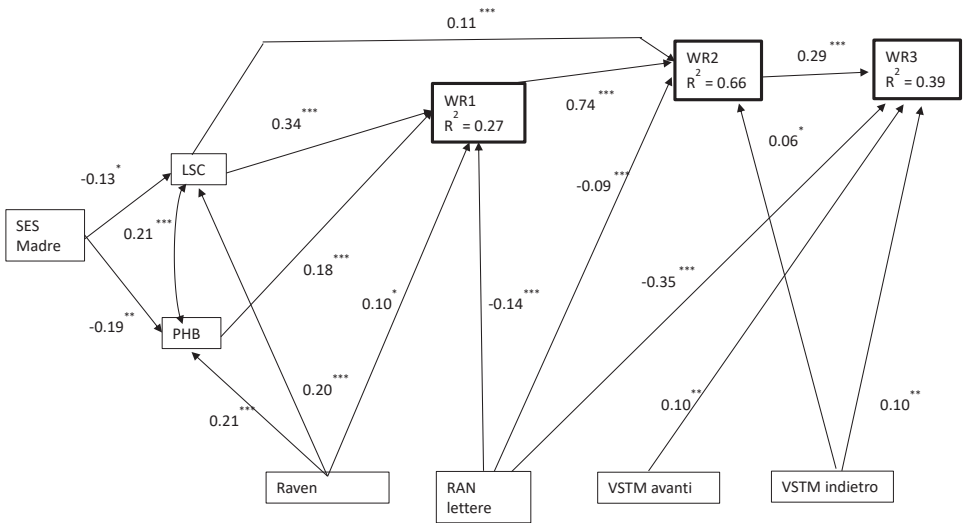 0.11***
WR2
R² = 0.66
0.29***
WR3
R² = 0.39
WR1
R² = 0.27
0.74***
0.34***
0.06*
LSC
-0.13*
-0.09***
SES
Madre
0.21***
0.18***
0.10*
-0.14***
-0.35***
-0.19**
PHB
0.20***
0.21***
0.10**
0.10**
Raven
RAN
lettere
VSTM avanti
VSTM indietro